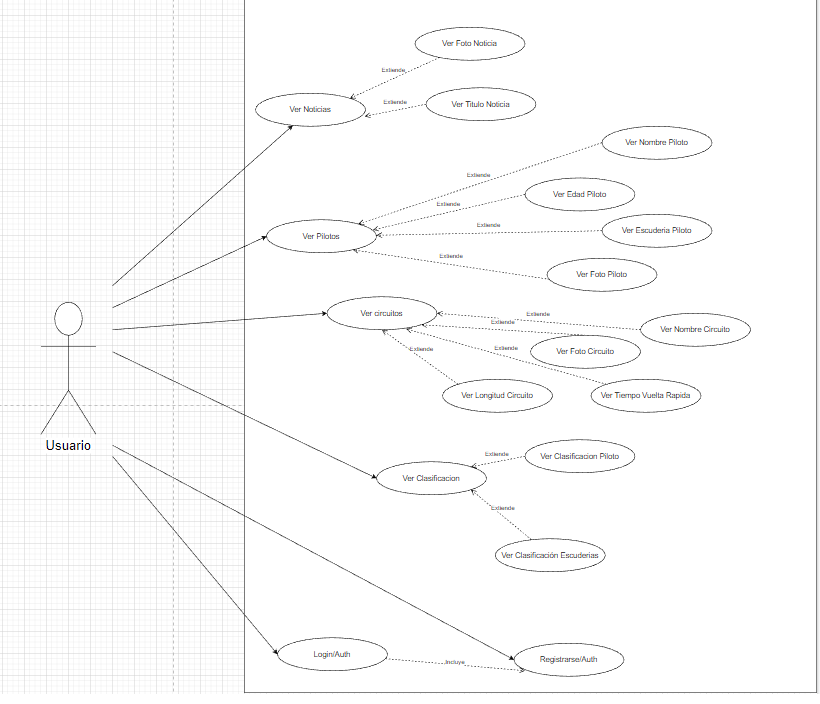 Ver Foto Noticia
Extiende
Ver Noticias
Extiende
Ver Titulo Noticia
Ver Nombre Piloto
Extiende
Ver Edad Piloto
Extiende
Extiende
Ver Escuderia Piloto
Ver Pilotos
Extiende
Ver Foto Piloto
Ver circuitos
Extiende
Extiende
Ver Nombre Circuito
Extiende
Extiende
Ver Foto Circuito
Ver Longitud Circuito
Ver Tiempo Vuelta Rapida
Usuario
Extiende
Ver Clasificacion Piloto
Ver Clasificacion
Extiende
Ver Clasificación Escuderias
Login/Auth
Incluye
Registrarse/Auth